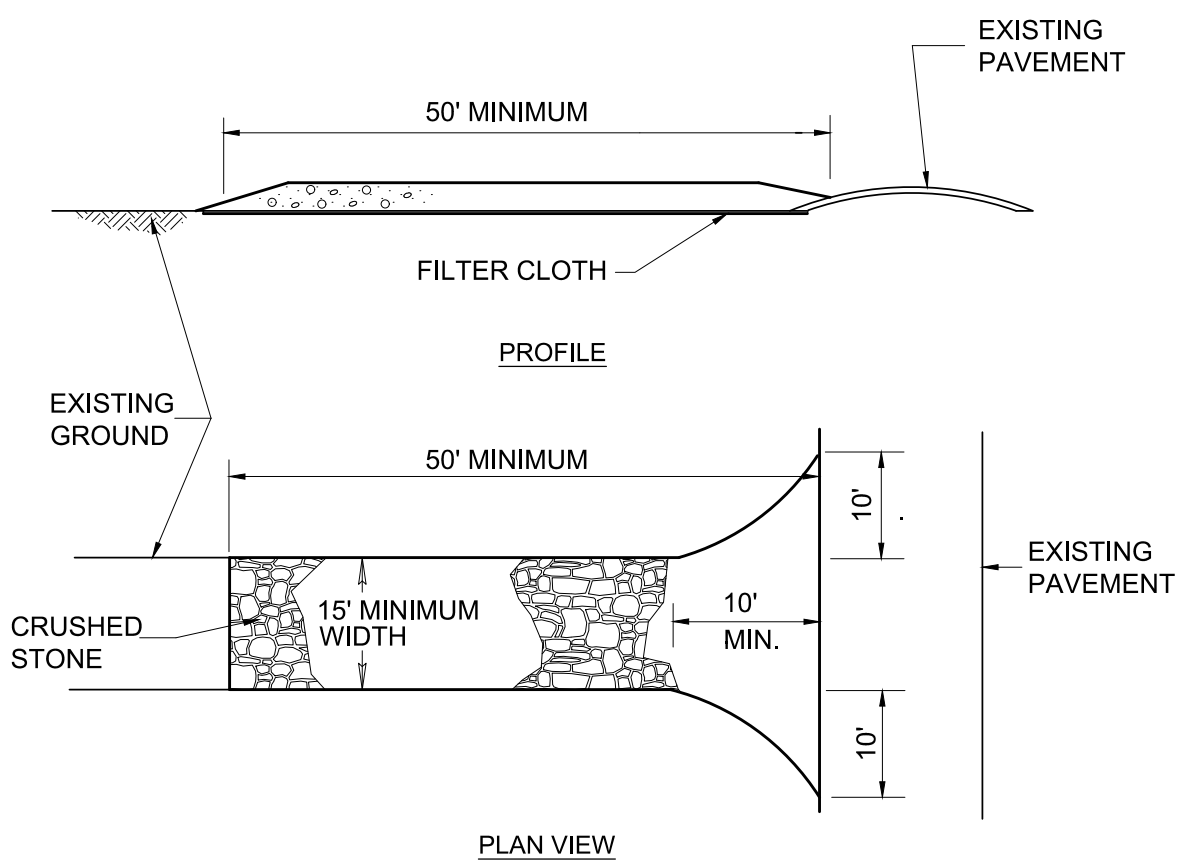 EXISTING
PAVEMENT
50' MINIMUM
FILTER CLOTH
PROFILE
EXISTING
GROUND
50' MINIMUM
10'
EXISTING
PAVEMENT
15' MINIMUM
WIDTH
10'
MIN.
CRUSHED
STONE
10'
PLAN VIEW